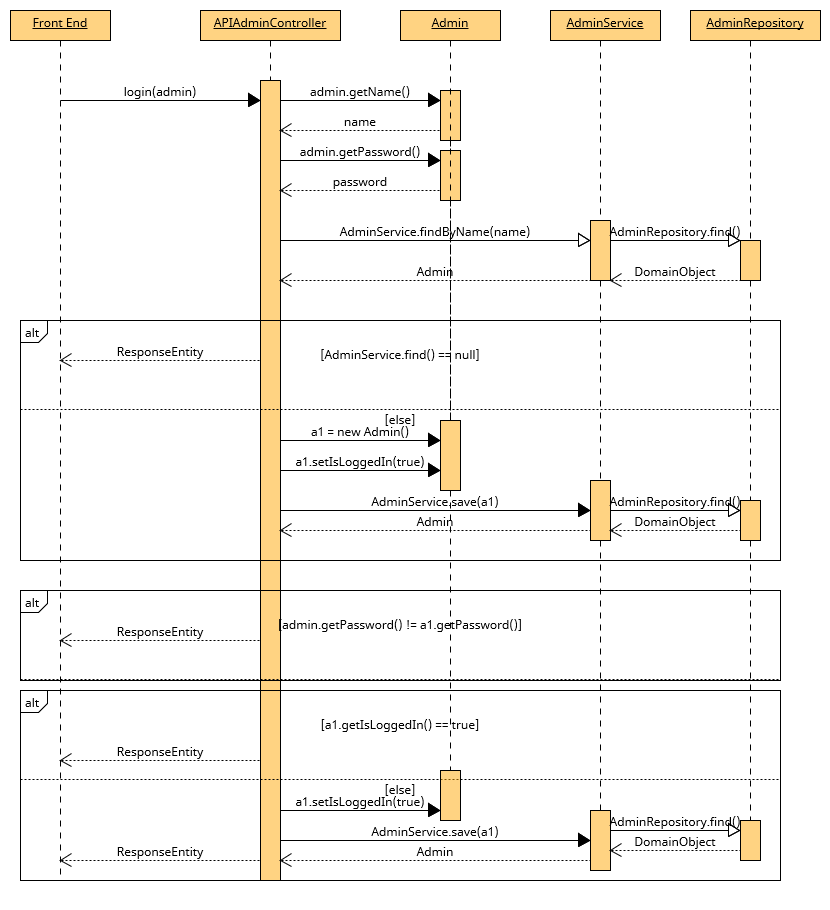 Front End
APIAdminController
Admin
AdminService
AdminRepository
login(admin)
admin.getName()
name
admin.getPassword()
password
AdminService.findByName(name)
AdminRepository.find()
Admin
DomainObject
alt
ResponseEntity
[AdminService.find() == null]
[else]
a1 = new Admin()
a1.setIsLoggedIn(true)
AdminService.save(a1)
AdminRepository.find()
Admin
DomainObject
alt
[admin.getPassword() != a1.getPassword()]
ResponseEntity
alt
[a1.getIsLoggedIn() == true]
ResponseEntity
[else]
a1.setIsLoggedIn(true)
AdminRepository.find()
AdminService.save(a1)
DomainObject
ResponseEntity
Admin